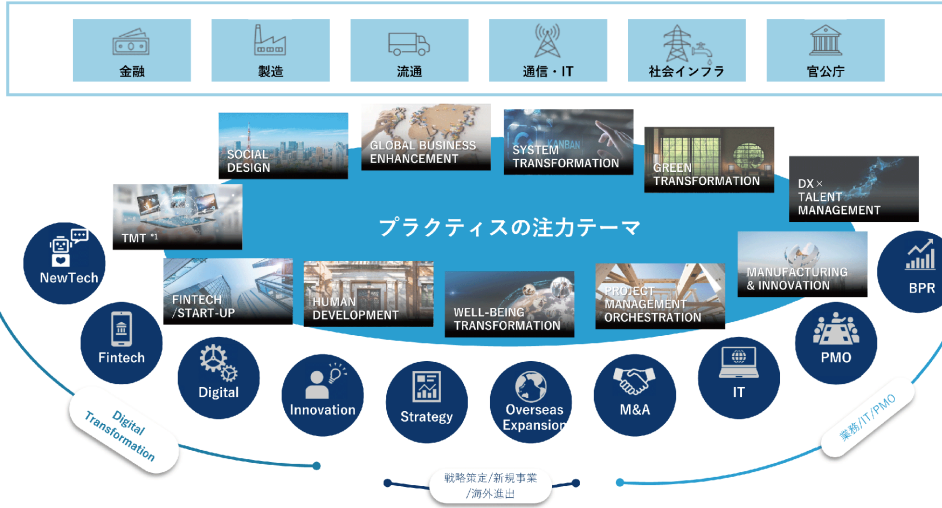 金融
製造
流通
通信・IT
社会インフラ
官公庁
SOCIAL
DESIGN
GLOBAL BUSINESS
ENHANCEMENT
KANBAN
SYSTEM
TRANSFORMATION
GREEN
TRANSFORMATION
DX×
TALENT
MANAGEMENT
TMT *1
プラクティスの注力テーマ
FINTECH
/START-UP
HUMAN
DEVELOPMENT
WELL-BEING
TRANSFORMATION
PROJECT
MANAGEMENT
ORCHESTRATION
MANUFACTURING
& INNOVATION
NewTech
Fintech
Digital
Innovation
Strategy
Overseas
Expansion
M&A
IT
PMO
BPR
Digital
Transformation
戦略策定/新規事業
/海外進出
業務/IT/PMO